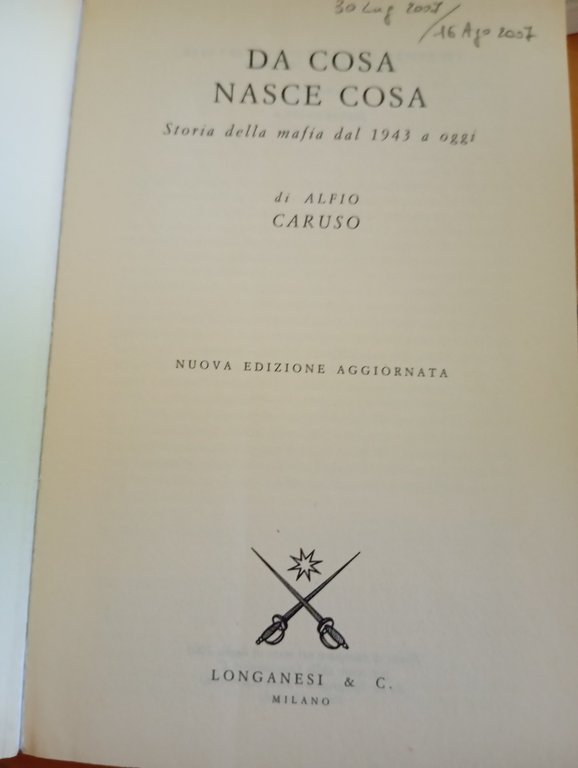 30 Lug 2007/
16 Ago 2007
DA COSA
NASCE COSA
Storia della mafia dal 1943 a oggi
di ALFIO
CARUSO
NUOVA EDIZIONE AGGIORNATA
LONGANESI & C.
MILANO